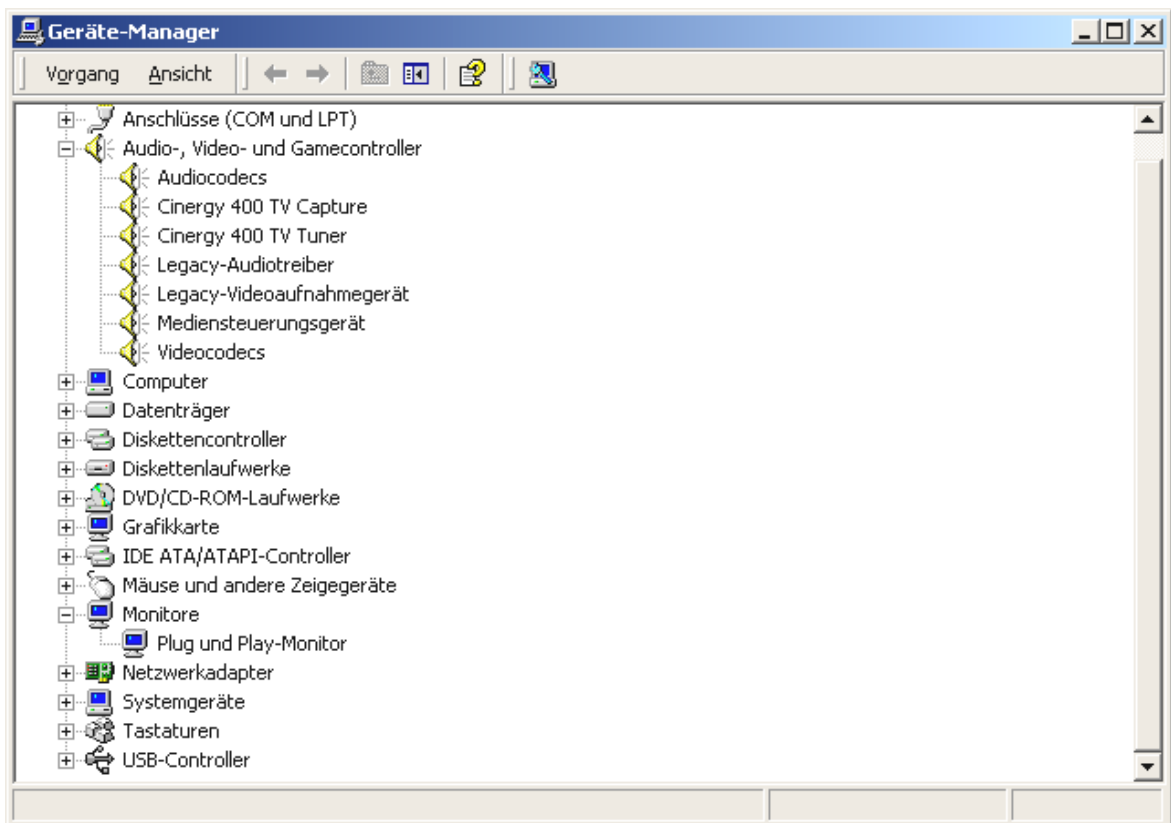 Geräte-Manager
Vorgang Ansicht
Anschlüsse (COM und LPT)
Audio-, Video- und Gamecontroller
Audiocodecs
Cinergy 400 TV Capture
Cinergy 400 TV Tuner
Legacy-Audiotreiber
Legacy-Videoaufnahmegerät
Mediensteuerungsgerät
Videocodecs
Computer
Datenträger
Diskettencontroller
Diskettenlaufwerke
DVD/CD-ROM-Laufwerke
Grafikkarte
IDE ATA/ATAPI-Controller
Mäuse und andere Zeigegeräte
Monitore
Plug und Play-Monitor
Netzwerkadapter
Systemgeräte
Tastaturen
USB-Controller